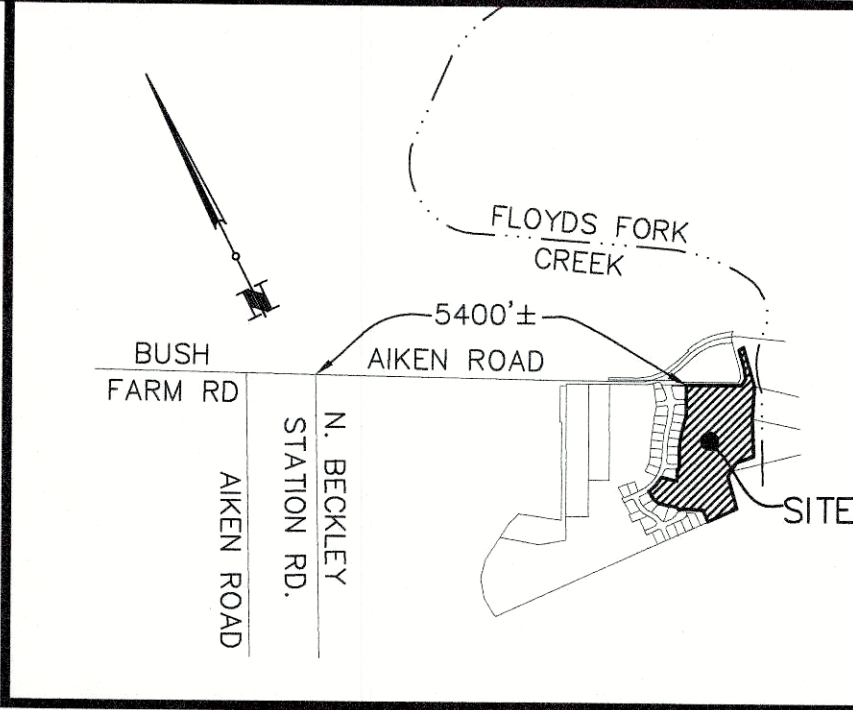 FLOYDS FORK
CREEK
N
5400'±
BUSH
FARM RD
AIKEN ROAD
AIKEN ROAD
N. BECKLEY
STATION RD.
SITE